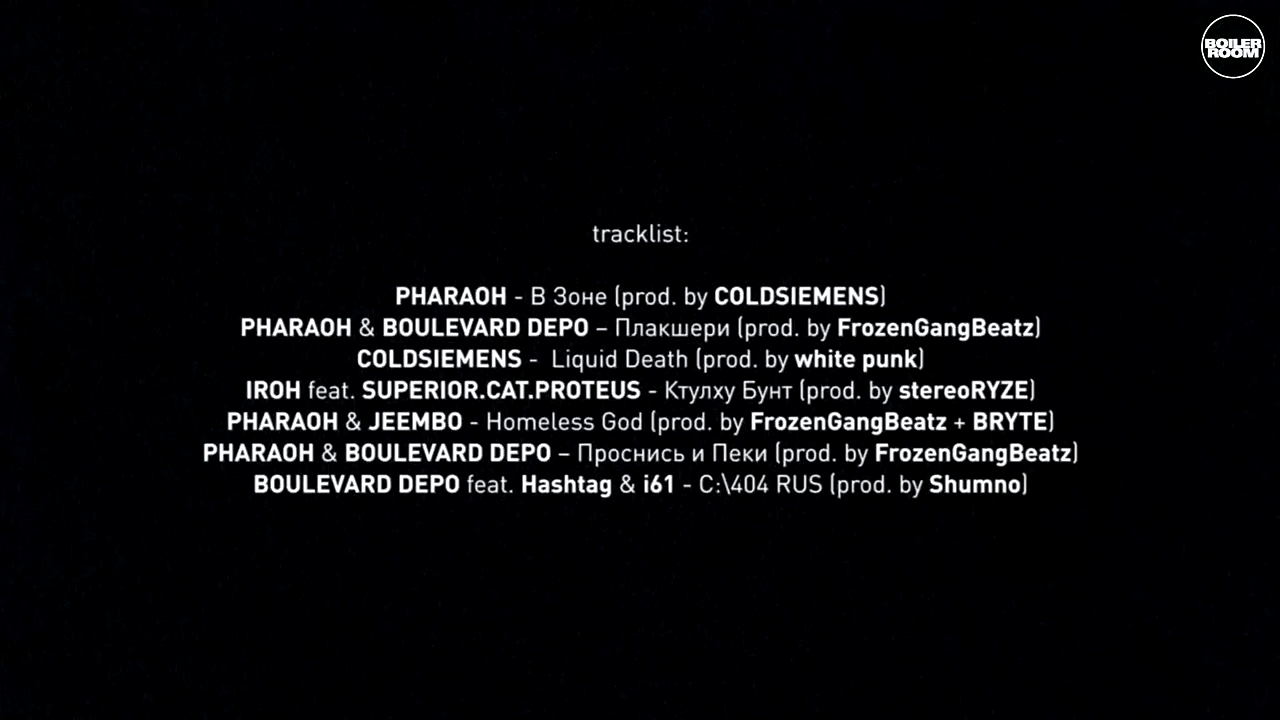 BOILER
ROOM
tracklist:
PHARAOH - В Зоне (prod. by COLDSIEMENS)
PHARAOH & BOULEVARD DEPO – Плакшери (prod. by FrozenGangBeatz)
COLDSIEMENS -  Liquid Death (prod. by white punk)
IROH feat. SUPERIOR.CAT.PROTEUS - Ктулху Бунт (prod. by stereoRYZE)
PHARAOH & JEEMBO - Homeless God (prod. by FrozenGangBeatz + BRYTE)
PHARAOH & BOULEVARD DEPO – Проснись и Пеки (prod. by FrozenGangBeatz)
BOULEVARD DEPO feat. Hashtag & i61 - C:\404 RUS (prod. by Shumno)